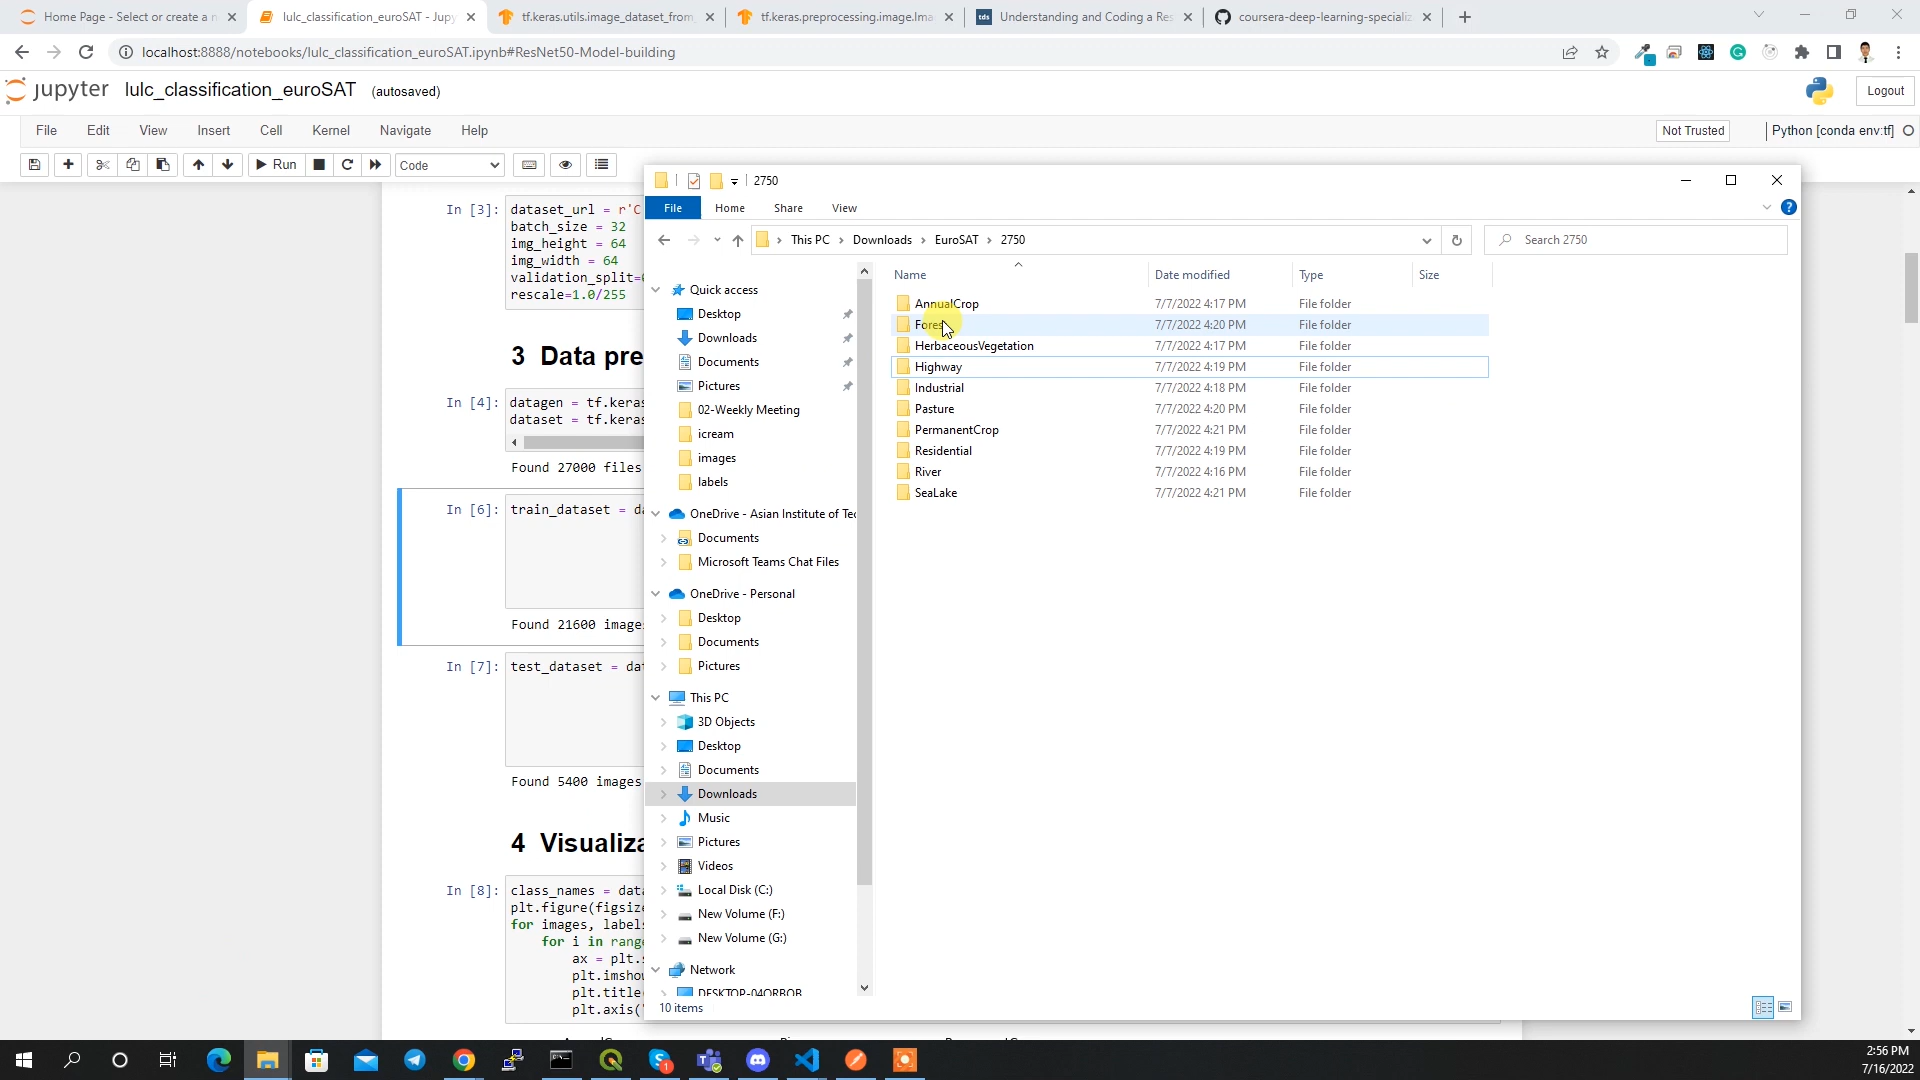 Home Page - Select or create a n
lulc_classification_euroSAT - Jupy
tf.keras.utils.image_dataset_from
tf.keras.preprocessing.image.Ima
tds Understanding and Coding a Res
coursera-deep-learning-specializ
localhost:8888/notebooks/lulc_classification_euroSAT.ipynb#ResNet50-Model-building
jupyter lulc_classification_euroSAT (autosaved)
Logout
File Edit View Insert Cell Kernel Navigate Help
Not Trusted
Python [conda env:tf]
Run
Code
In [3]: dataset_url = r'C
batch_size = 32
img_height = 64
img_width = 64
validation_split=
rescale=1.0/255
3 Data pre
In [4]: datagen = tf.keras
dataset = tf.keras
Found 27000 files
In [6]: train_dataset = da
Found 21600 image
In [7]: test_dataset = dat
Found 5400 images
4 Visualiza
In [8]: class_names = data
plt.figure(figsize
for images, labels
for i in range
ax = plt.s
plt.imshow
plt.title
plt.axis(
2750
File Home Share View
This PC > Downloads > EuroSAT > 2750
Search 2750
Quick access
Desktop
Downloads
Documents
Pictures
02-Weekly Meeting
icream
images
labels
OneDrive - Asian Institute of Tec
Documents
Microsoft Teams Chat Files
OneDrive - Personal
Desktop
Documents
Pictures
This PC
3D Objects
Desktop
Documents
Downloads
Music
Pictures
Videos
Local Disk (C:)
New Volume (F:)
New Volume (G:)
Network
DESKTOP-04ORBOB
Name Date modified Type Size
AnnualCrop 7/7/2022 4:17 PM File folder
Fores 7/7/2022 4:20 PM File folder
HerbaceousVegetation 7/7/2022 4:17 PM File folder
Highway 7/7/2022 4:19 PM File folder
Industrial 7/7/2022 4:18 PM File folder
Pasture 7/7/2022 4:20 PM File folder
PermanentCrop 7/7/2022 4:21 PM File folder
Residential 7/7/2022 4:19 PM File folder
River 7/7/2022 4:16 PM File folder
SeaLake 7/7/2022 4:21 PM File folder
10 items
2:56 PM
7/16/2022